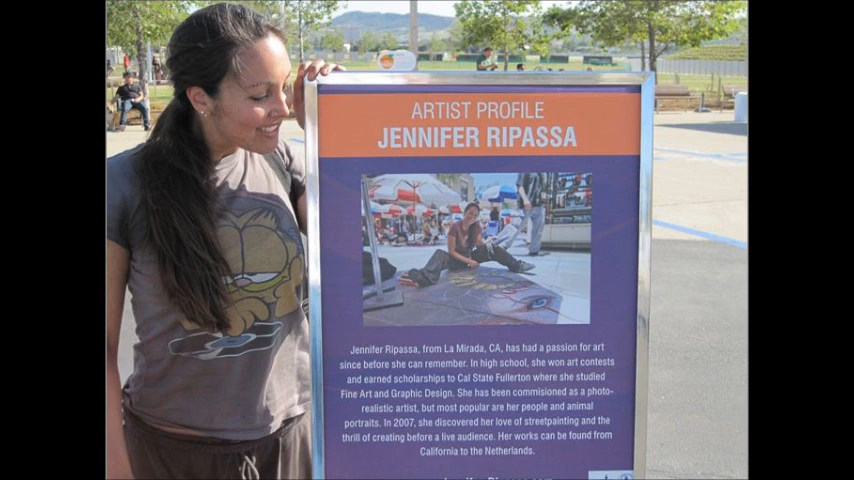 ARTIST PROFILE
JENNIFER RIPASSA
Jennifer Ripassa, from La Mirada, CA, has had a passion for art
since before she can remember. In high school, she won art contests
and earned scholarships to Cal State Fullerton where she studied
Fine Art and Graphic Design. She has been commisioned as a photo-
realistic artist, but most popular are her people and animal
portraits. In 2007, she discovered her love of streetpainting and the
thrill of creating before a live audience. Her works can be found from
California to the Netherlands.